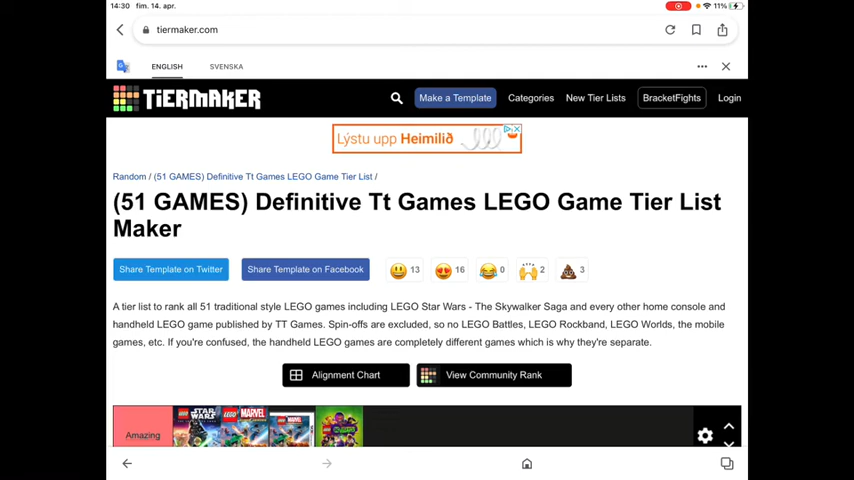 14:30 fim. 14. apr.
11%
tiermaker.com
ENGLISH SVENSKA
TiERMAKER
Make a Template Categories New Tier Lists BracketFights Login
Lýstu upp Heimilið
Random / (51 GAMES) Definitive Tt Games LEGO Game Tier List /
(51 GAMES) Definitive Tt Games LEGO Game Tier List
Maker
Share Template on Twitter Share Template on Facebook 13 16 0 2 3
A tier list to rank all 51 traditional style LEGO games including LEGO Star Wars - The Skywalker Saga and every other home console and
handheld LEGO game published by TT Games. Spin-offs are excluded, so no LEGO Battles, LEGO Rockband, LEGO Worlds, the mobile
games, etc. If you're confused, the handheld LEGO games are completely different games which is why they're separate.
Alignment Chart View Community Rank
Amazing
LEGO STAR WARS LEGO MARVEL MARVEL